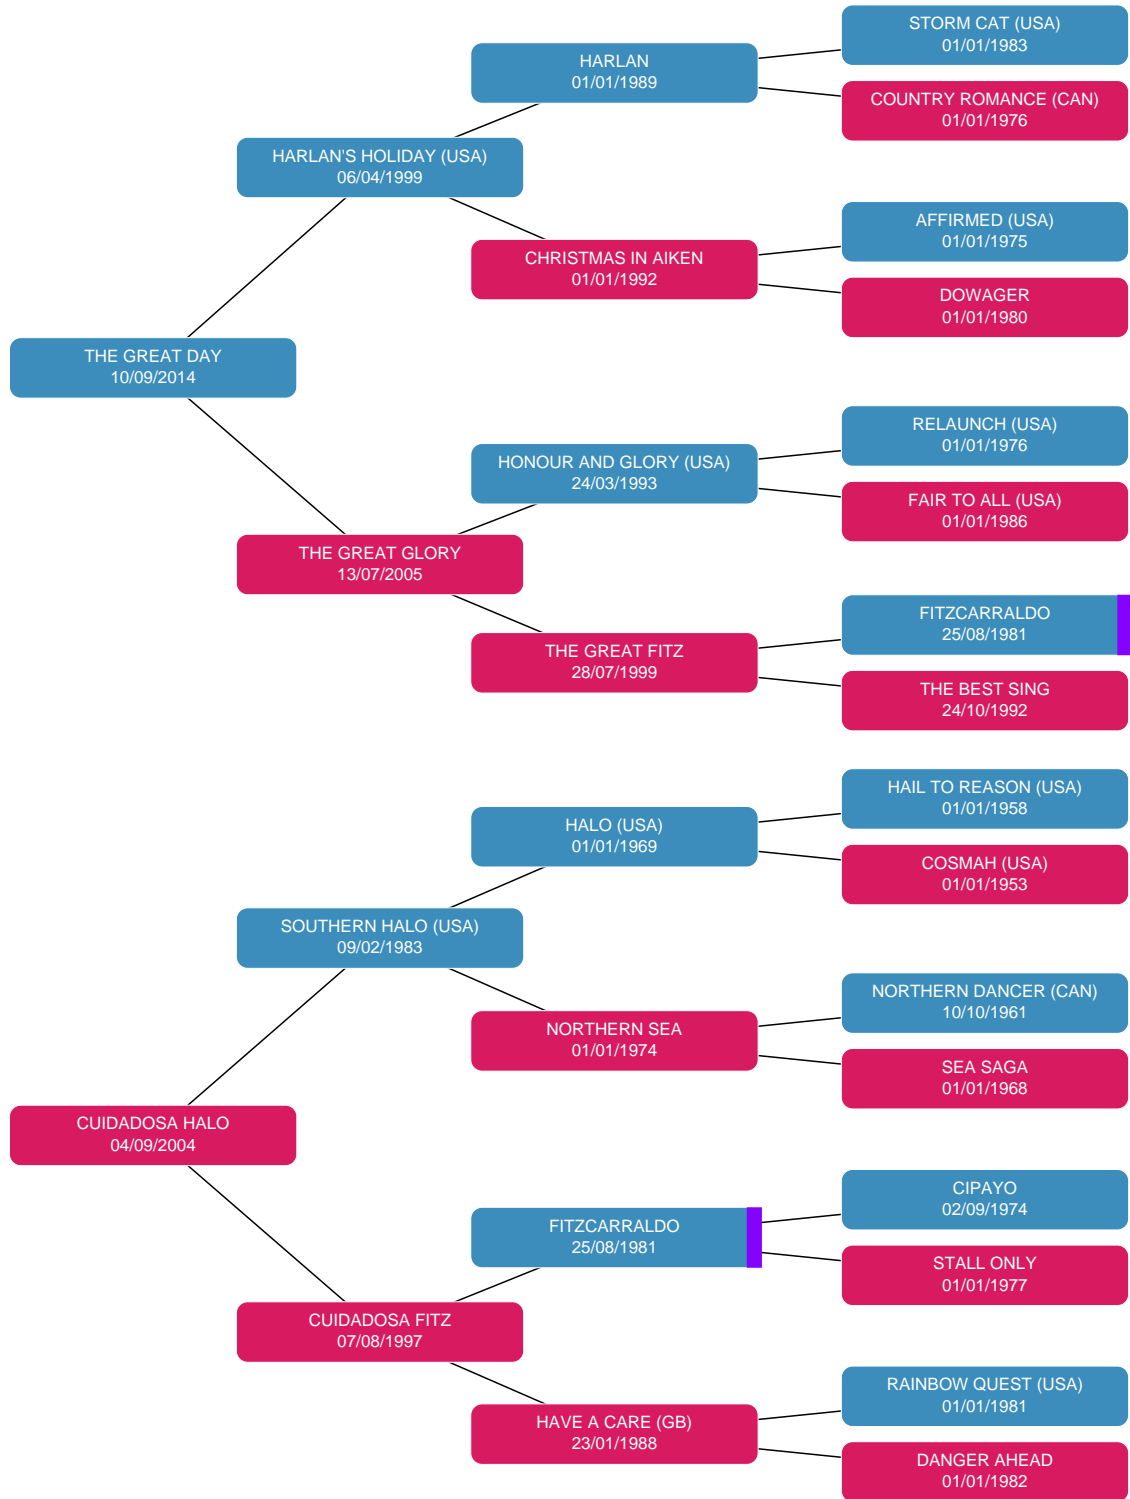 STORM CAT (USA)
01/01/1983
HARLAN
01/01/1989
COUNTRY ROMANCE (CAN)
01/01/1976
HARLAN'S HOLIDAY (USA)
06/04/1999
AFFIRMED (USA)
01/01/1975
CHRISTMAS IN AIKEN
01/01/1992
DOWAGER
01/01/1980
THE GREAT DAY
10/09/2014
RELAUNCH (USA)
01/01/1976
HONOUR AND GLORY (USA)
24/03/1993
FAIR TO ALL (USA)
01/01/1986
THE GREAT GLORY
13/07/2005
FITZCARRALDO
25/08/1981
THE GREAT FITZ
28/07/1999
THE BEST SING
24/10/1992
HAIL TO REASON (USA)
01/01/1958
HALO (USA)
01/01/1969
COSMAH (USA)
01/01/1953
SOUTHERN HALO (USA)
09/02/1983
NORTHERN DANCER (CAN)
10/10/1961
NORTHERN SEA
01/01/1974
SEA SAGA
01/01/1968
CUIDADOSA HALO
04/09/2004
CIPAYO
02/09/1974
FITZCARRALDO
25/08/1981
STALL ONLY
01/01/1977
CUIDADOSA FITZ
07/08/1997
RAINBOW QUEST (USA)
01/01/1981
HAVE A CARE (GB)
23/01/1988
DANGER AHEAD
01/01/1982